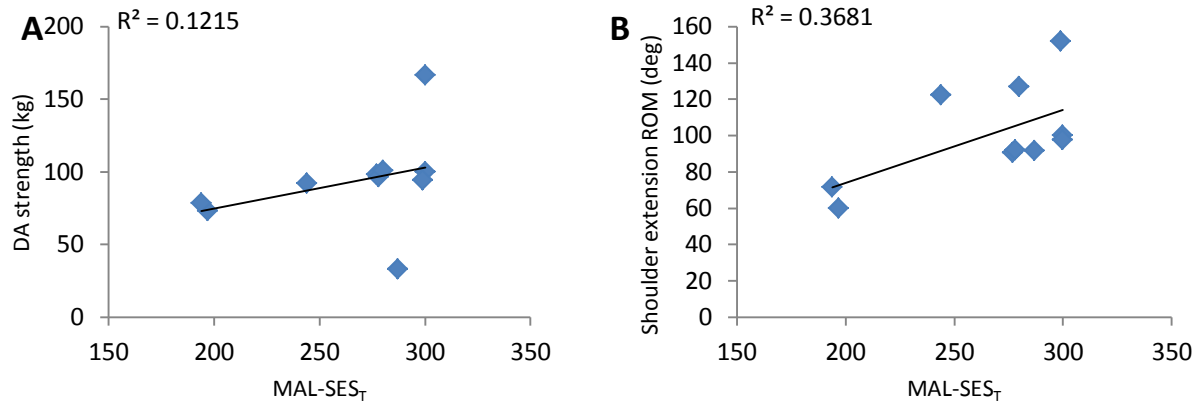 A
R² = 0.1215
DA strength (kg)
200
150
100
50
0
150 200 250 300 350
MAL-SES_T
B
R² = 0.3681
Shoulder extension ROM (deg)
160
140
120
100
80
60
40
20
0
150 200 250 300 350
MAL-SES_T